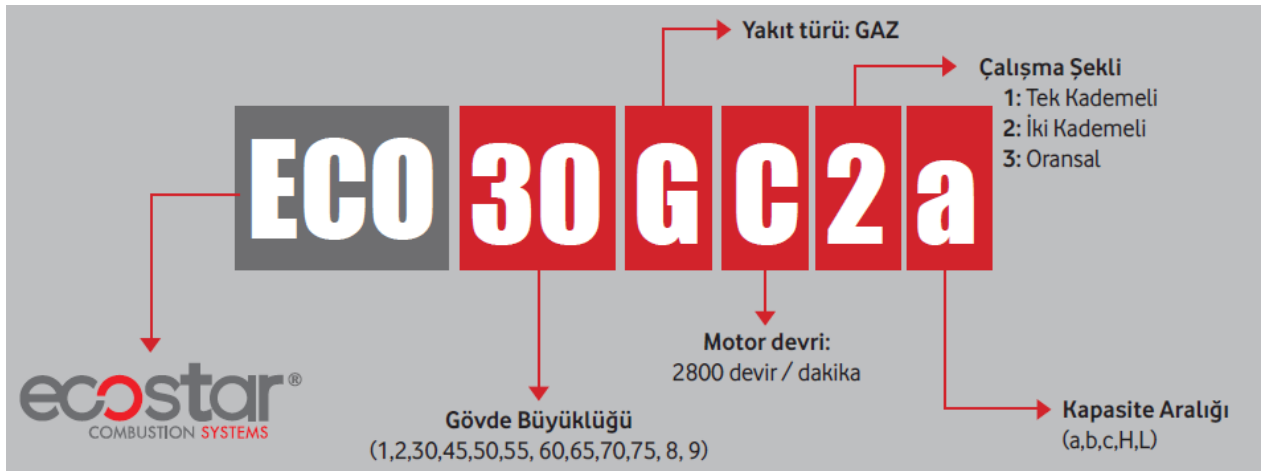 Yakıt türü: GAZ
Çalışma Şekli
1: Tek Kademeli
2: İki Kademeli
3: Oransal
ECO 30 G C 2 a
Motor devri:
2800 devir / dakika
ecostar®
COMBUSTION SYSTEMS
Gövde Büyüklüğü
(1,2,30,45,50,55, 60,65,70,75, 8, 9)
Kapasite Aralığı
(a,b,c,H,L)